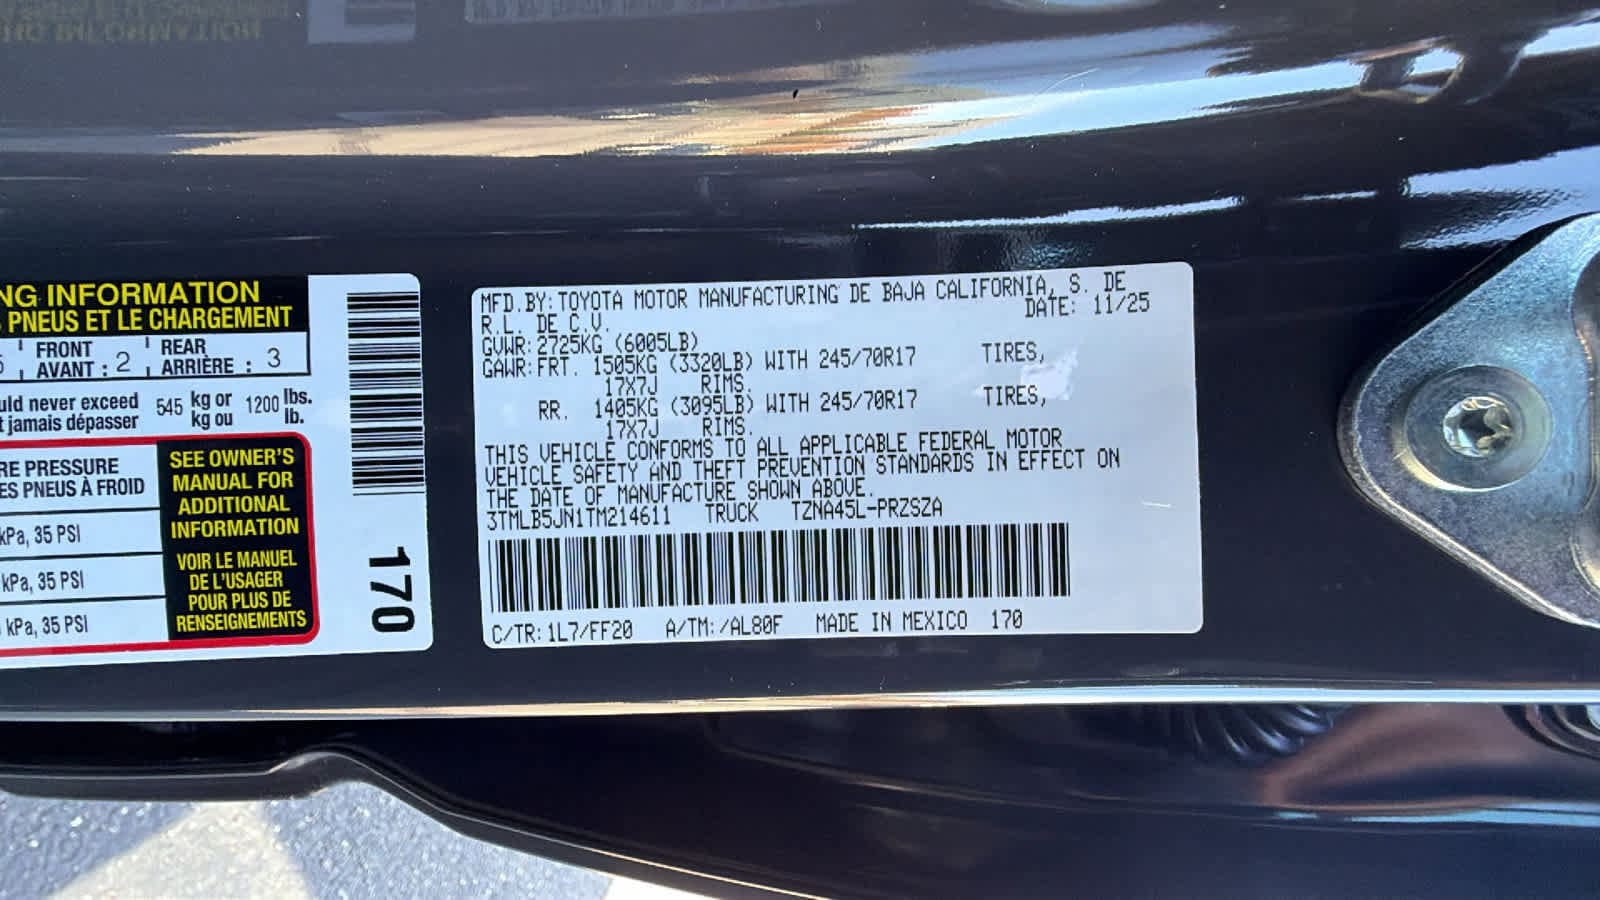 NG INFORMATION
PNEUS ET LE CHARGEMENT
FRONT REAR
AVANT : 2 ARRIÈRE : 3
uld never exceed 545 kg or 1200 lbs.
t jamais dépasser kg ou lb.
RE PRESSURE
ES PNEUS À FROID
kPa, 35 PSI
kPa, 35 PSI
kPa, 35 PSI
SEE OWNER'S
MANUAL FOR
ADDITIONAL
INFORMATION
VOIR LE MANUEL
DE L'USAGER
POUR PLUS DE
RENSEIGNEMENTS
170
MFD.BY:TOYOTA MOTOR MANUFACTURING DE BAJA CALIFORNIA, S. DE
R.L. DE C.V. DATE: 11/25
GVWR:2725KG (6005LB)
GAWR:FRT. 1505KG (3320LB) WITH 245/70R17 TIRES,
17X7J RIMS.
RR. 1405KG (3095LB) WITH 245/70R17 TIRES,
17X7J RIMS.
THIS VEHICLE CONFORMS TO ALL APPLICABLE FEDERAL MOTOR
VEHICLE SAFETY AND THEFT PREVENTION STANDARDS IN EFFECT ON
THE DATE OF MANUFACTURE SHOWN ABOVE.
3TMLB5JN1TM214611 TRUCK TZNA45L-PRZSZA
C/TR:1L7/FF20 A/TM:/AL80F MADE IN MEXICO 170